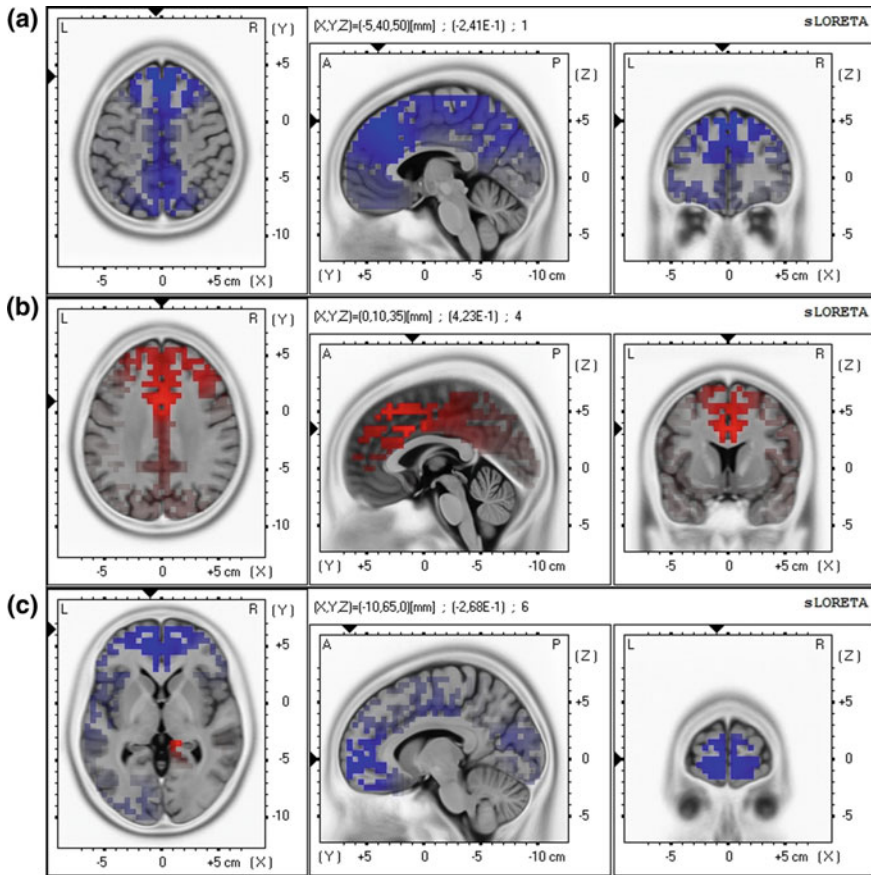 (a)
L R (Y)
+5
0
-5
-10
-5 0 +5 cm (X)
(X,Y,Z)=(-5,40,50)[mm] ; (-2,41E-1) ; 1
sLORETA
A P (Z)
+5
0
-5
(Y) +5 0 -5 -10 cm
L R (Z)
+5
0
-5
-5 0 +5 cm (X)
(b)
L R (Y)
+5
0
-5
-10
-5 0 +5 cm (X)
(X,Y,Z)=(0,10,35)[mm] ; (4,23E-1) ; 4
sLORETA
A P (Z)
+5
0
-5
(Y) +5 0 -5 -10 cm
L R (Z)
+5
0
-5
-5 0 +5 cm (X)
(c)
L R (Y)
+5
0
-5
-10
-5 0 +5 cm (X)
(X,Y,Z)=(-10,65,0)[mm] ; (-2,68E-1) ; 6
sLORETA
A P (Z)
+5
0
-5
(Y) +5 0 -5 -10 cm
L R (Z)
+5
0
-5
-5 0 +5 cm (X)